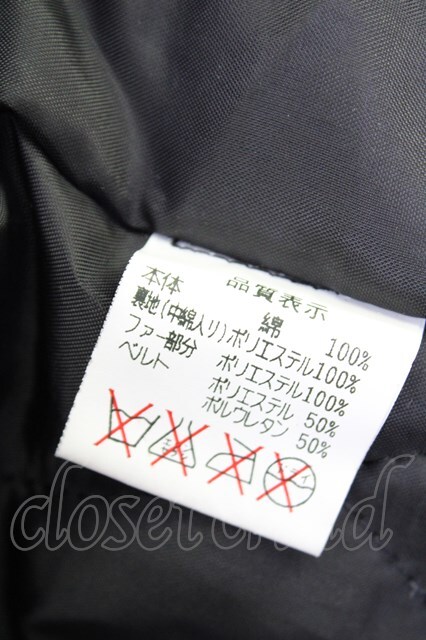 品質表示
本体 綿 100%
裏地(中綿入り)ポリエステル100%
ファー部分 ポリエステル100%
ベルト ポリエステル 50%
ポルウレタン 50%
closet child